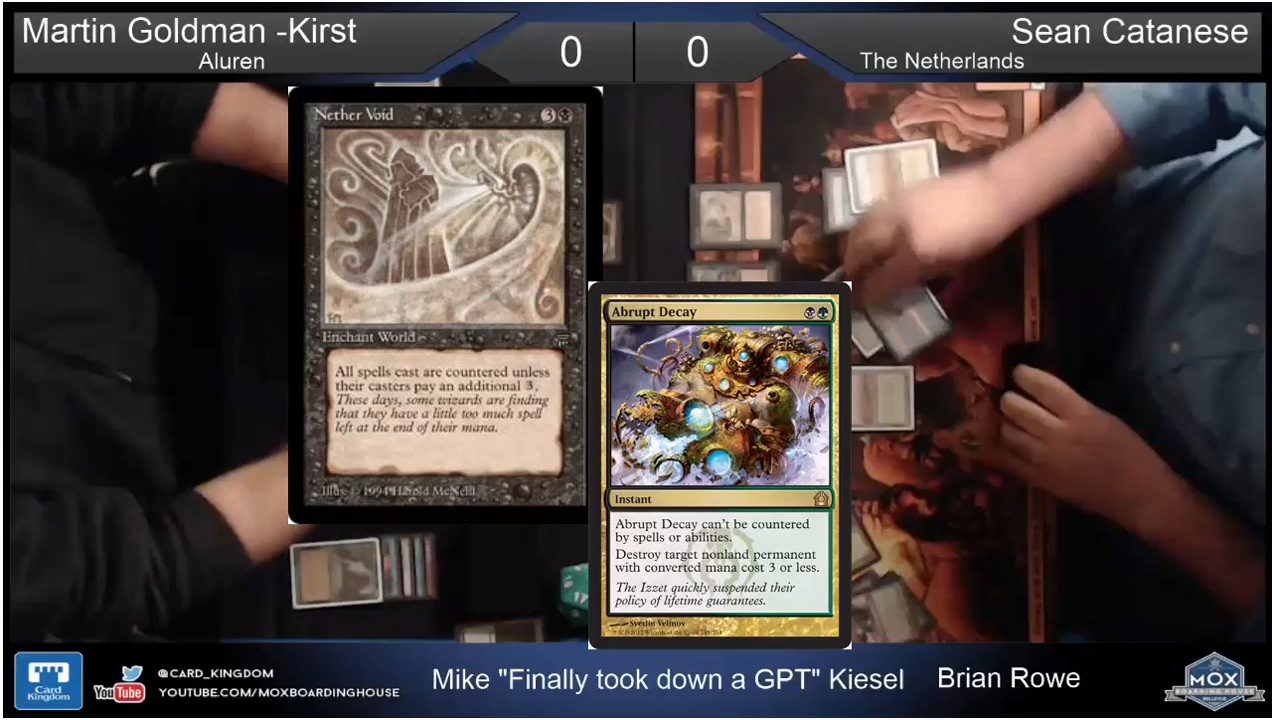 Martin Goldman -Kirst
Aluren
0
0
Sean Catanese
The Netherlands
Nether Void
3
Enchant World
All spells cast are countered unless
their casters pay an additional 3.
These days, some wizards are finding
that they have a little too much spell
left at the end of their mana.
Illus. © 1994 Harold McNeill
Abrupt Decay
Instant
Abrupt Decay can't be countered
by spells or abilities.
Destroy target nonland permanent
with converted mana cost 3 or less.
The Izzet quickly suspended their
policy of lifetime guarantees.
Svetlin Velinov
Card
Kingdom
@CARD_KINGDOM
YouTube
YOUTUBE.COM/MOXBOARDINGHOUSE
Mike "Finally took down a GPT" Kiesel
Brian Rowe
MOX
BOARDING HOUSE
BELLEVUE